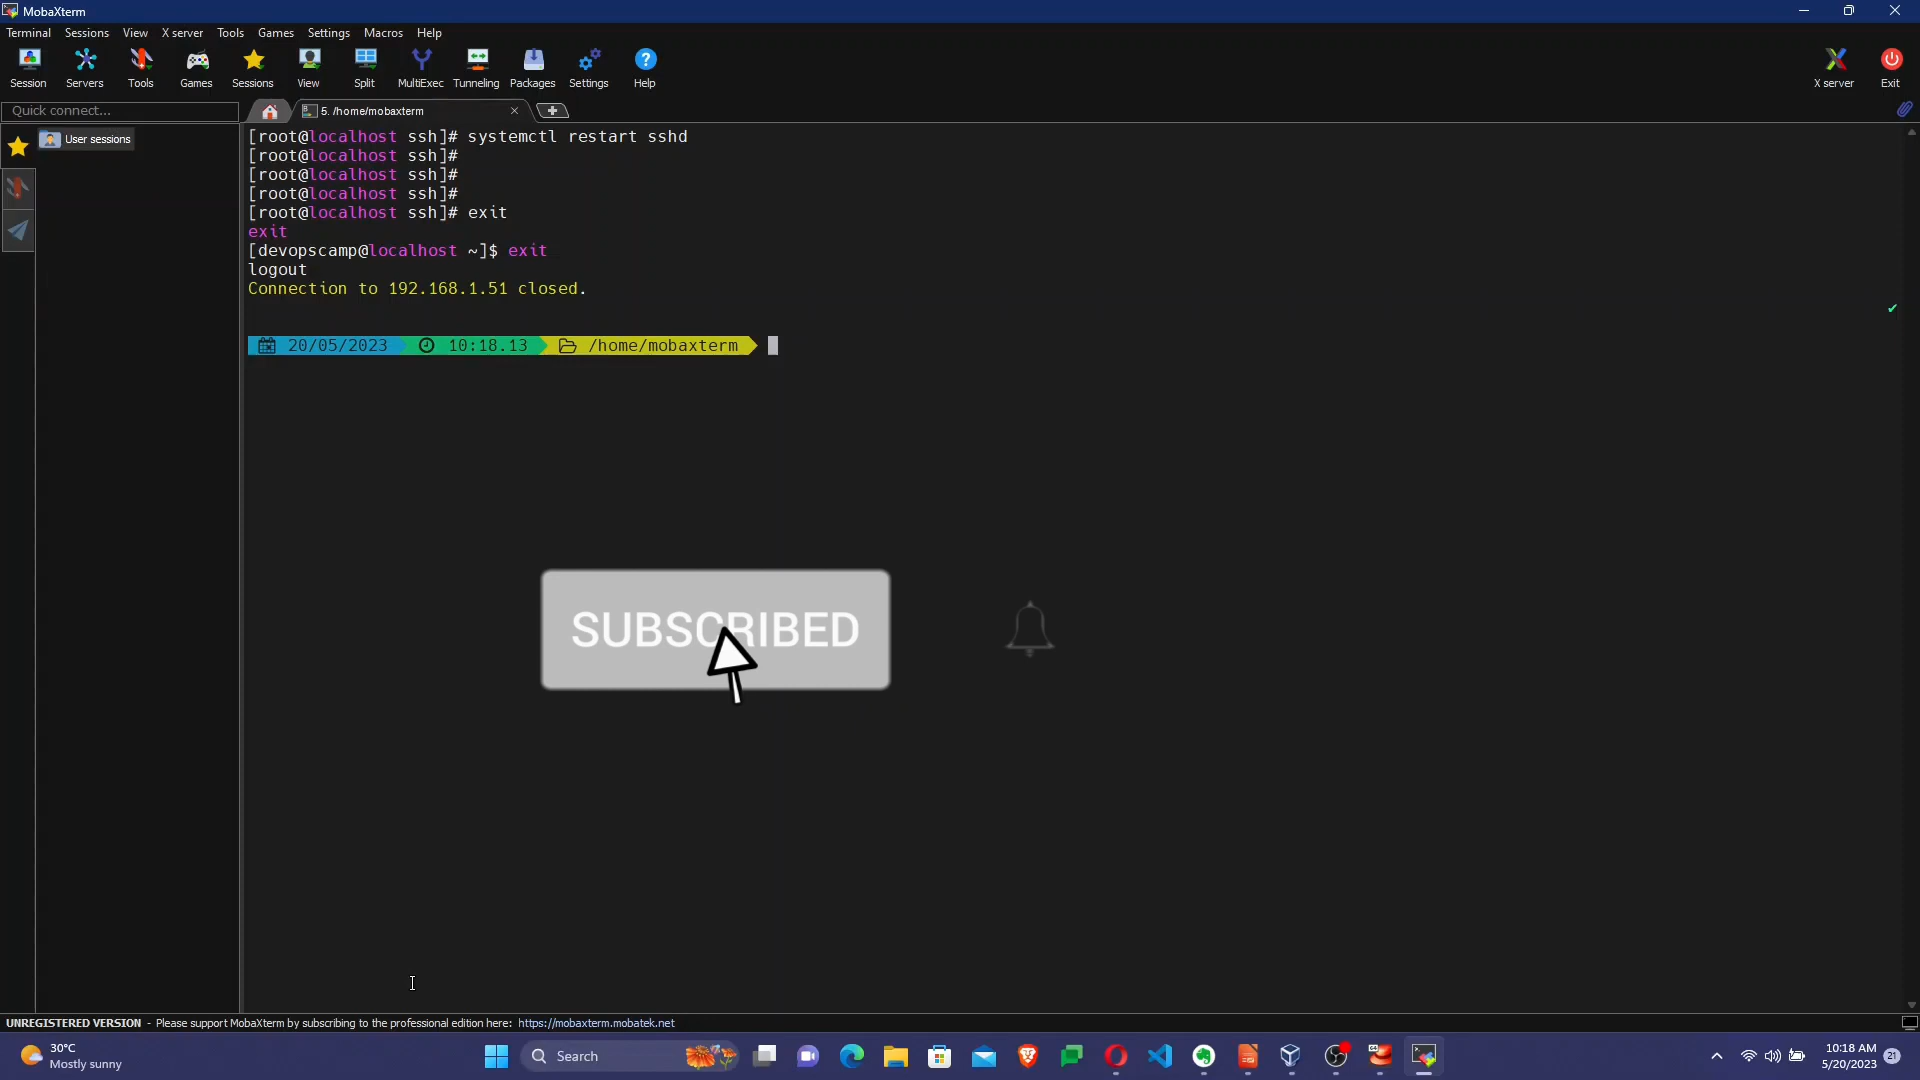 MobaXterm
Terminal Sessions View X server Tools Games Settings Macros Help
Session Servers Tools Games Sessions View Split MultiExec Tunneling Packages Settings Help X server Exit
Quick connect...
5. /home/mobaxterm
User sessions
[root@localhost ssh]# systemctl restart sshd
[root@localhost ssh]#
[root@localhost ssh]#
[root@localhost ssh]#
[root@localhost ssh]# exit
exit
[devopscamp@localhost ~]$ exit
logout
Connection to 192.168.1.51 closed.
20/05/2023 10:18.13 /home/mobaxterm
SUBSCRIBED
UNREGISTERED VERSION - Please support MobaXterm by subscribing to the professional edition here: https://mobaxterm.mobatek.net
30°C
Mostly sunny
Search
10:18 AM
5/20/2023
21